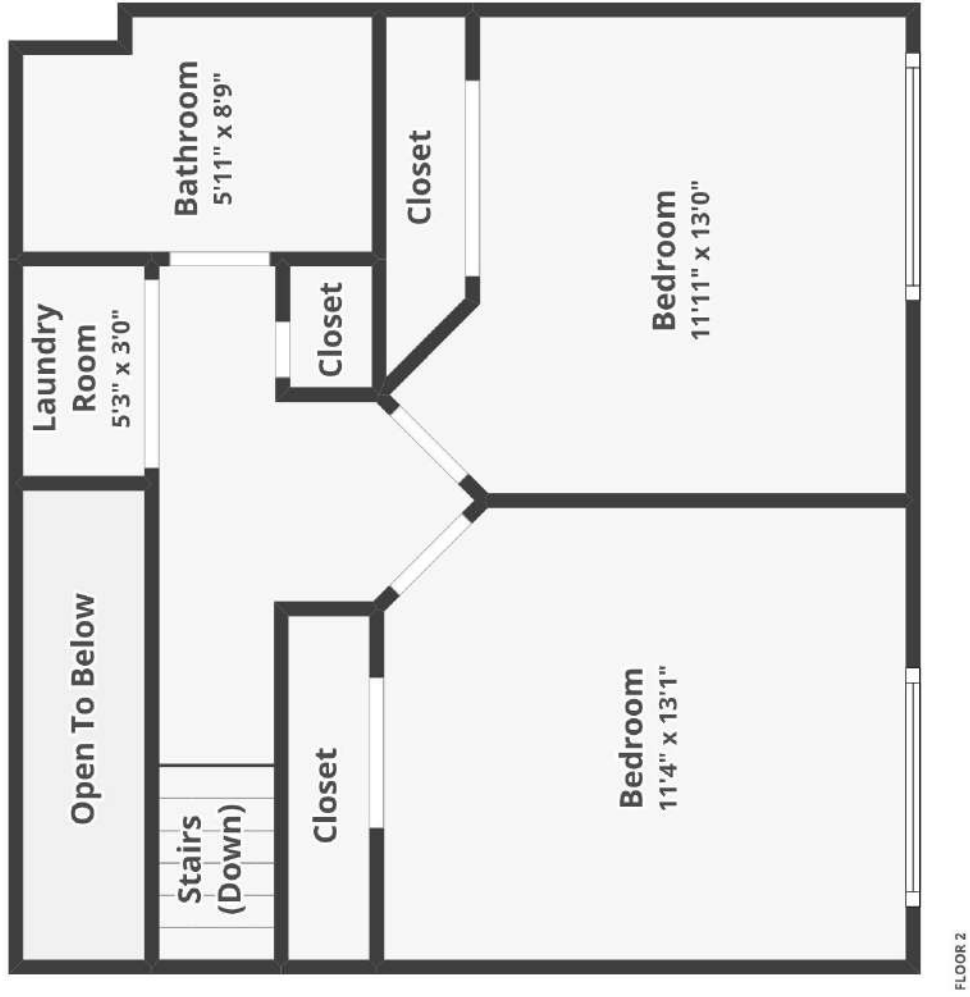 Bathroom
5'11" x 8'9"
Closet
Bedroom
11'11" x 13'0"
Laundry
Room
5'3" x 3'0"
Closet
Open To Below
Stairs
(Down)
Closet
Bedroom
11'4" x 13'1"
FLOOR 2